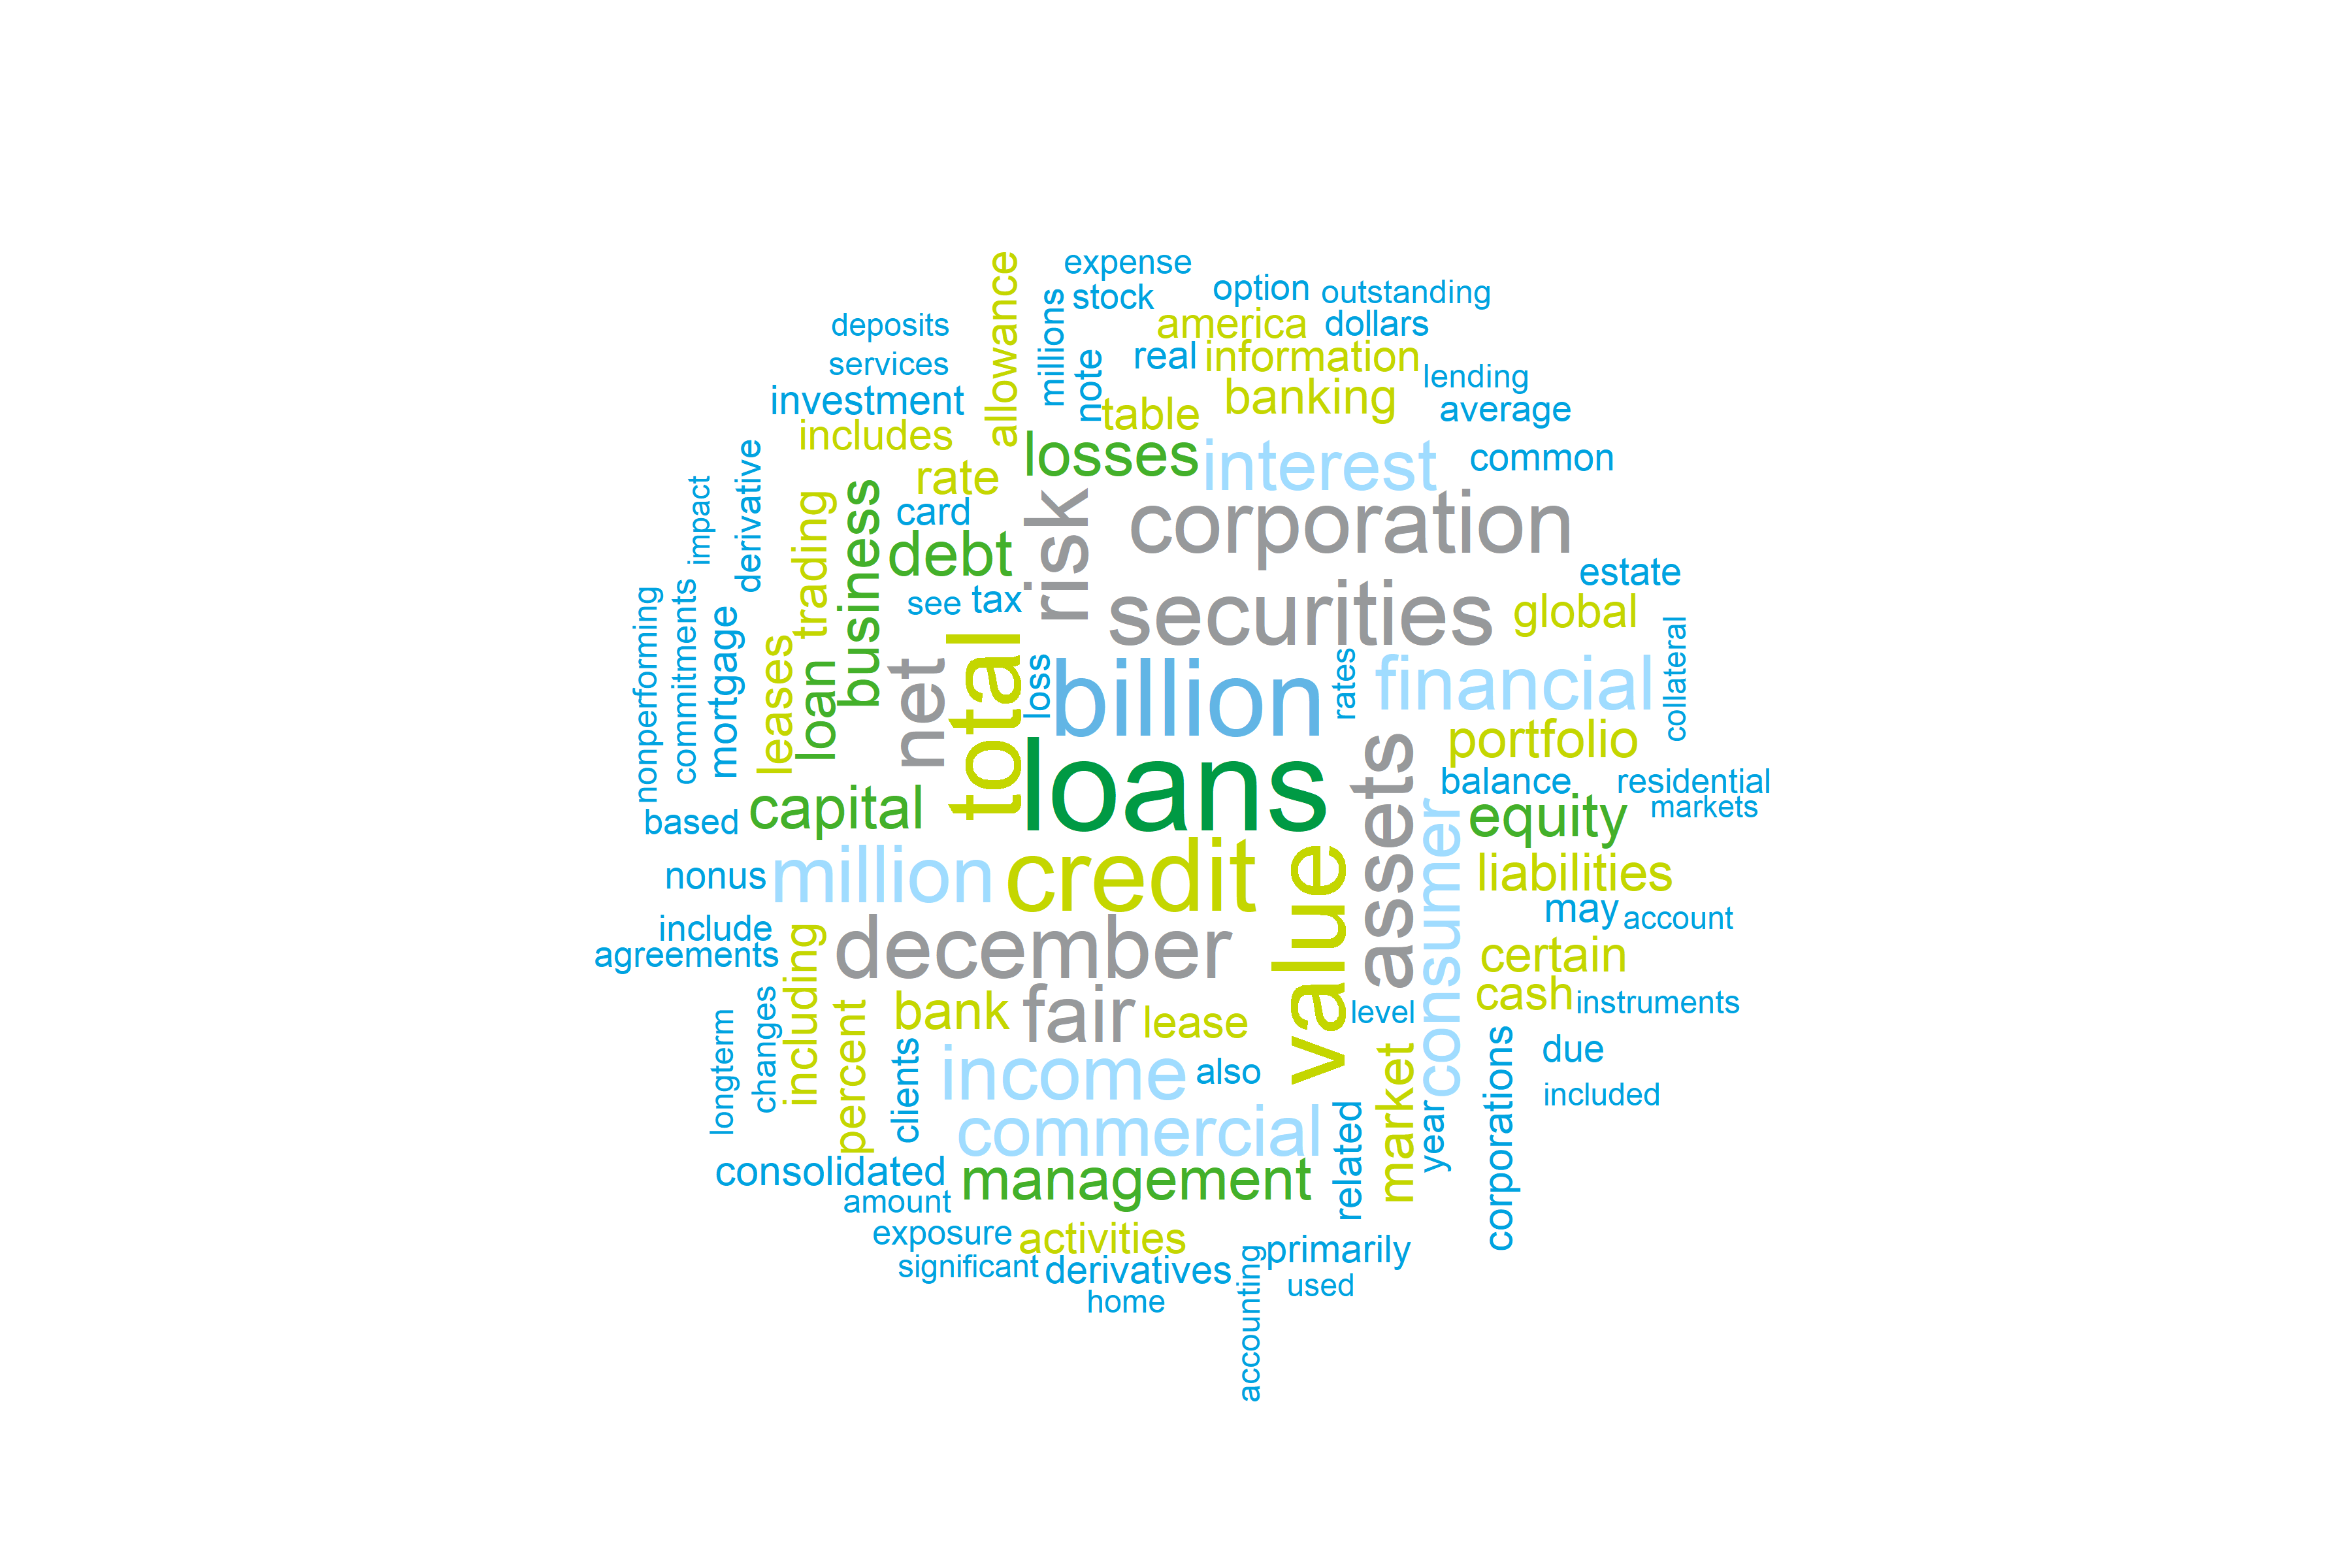 expense
allowance
millions
stock
option
outstanding
deposits
america
dollars
services
note
real
information
lending
investment
table
banking
average
includes
losses
interest
common
derivative
impact
rate
trading
business
card
risk
corporation
debt
estate
nonperforming
commitments
mortgage
see
tax
securities
global
collateral
leases
loan
net
total
loss
billion
rates
financial
portfolio
loans
assets
balance
residential
based
capital
equity
markets
nonus
million
credit
value
consumer
liabilities
include
december
may
account
agreements
including
certain
longterm
changes
percent
bank
fair
lease
level
cash
instruments
clients
income
also
market
corporations
due
included
commercial
related
year
consolidated
management
amount
exposure
activities
primarily
significant
derivatives
accounting
used
home